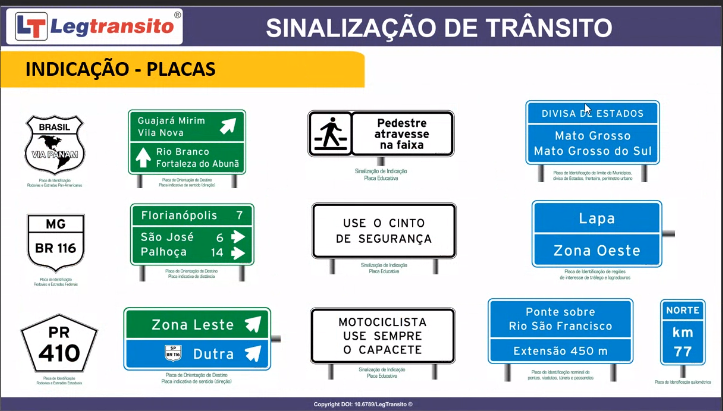 LT Legtransito®
SINALIZAÇÃO DE TRÂNSITO
INDICAÇÃO - PLACAS
BRASIL
VIA PANAM
Placa de Identificação
Rodovias e Estradas Pan-Americanas
Guajará Mirim
Vila Nova
Rio Branco
Fortaleza do Abunã
Placa de Orientação de Destino
Placa indicativa de sentido (direção)
Pedestre
atravesse
na faixa
Sinalização de Indicação
Placa Educativa
DIVISA DE ESTADOS
Mato Grosso
Mato Grosso do Sul
Placa de Identificação de limite de Municípios,
divisa de Estados, fronteira, perímetro urbano
MG
BR 116
Placa de Identificação
Rodovias e Estradas Federais
Florianópolis 7
São José 6
Palhoça 14
Placa de Orientação de Destino
Placa indicativa de distância
USE O CINTO
DE SEGURANÇA
Sinalização de Indicação
Placa Educativa
Lapa
Zona Oeste
Placa de Identificação de regiões
de interesse de tráfego e logradouros
PR
410
Placa de Identificação
Rodovias e Estradas Estaduais
Zona Leste
SP
BR 116
Dutra
Placa de Orientação de Destino
Placa indicativa de sentido (direção)
MOTOCICLISTA
USE SEMPRE
O CAPACETE
Sinalização de Indicação
Placa Educativa
Ponte sobre
Rio São Francisco
Extensão 450 m
Placa de Identificação nominal de
pontes, viadutos, túneis e passarelas
NORTE
km
77
Placa de Identificação quilométrica
Copyright DOI: 10.6789/LegTransito ©